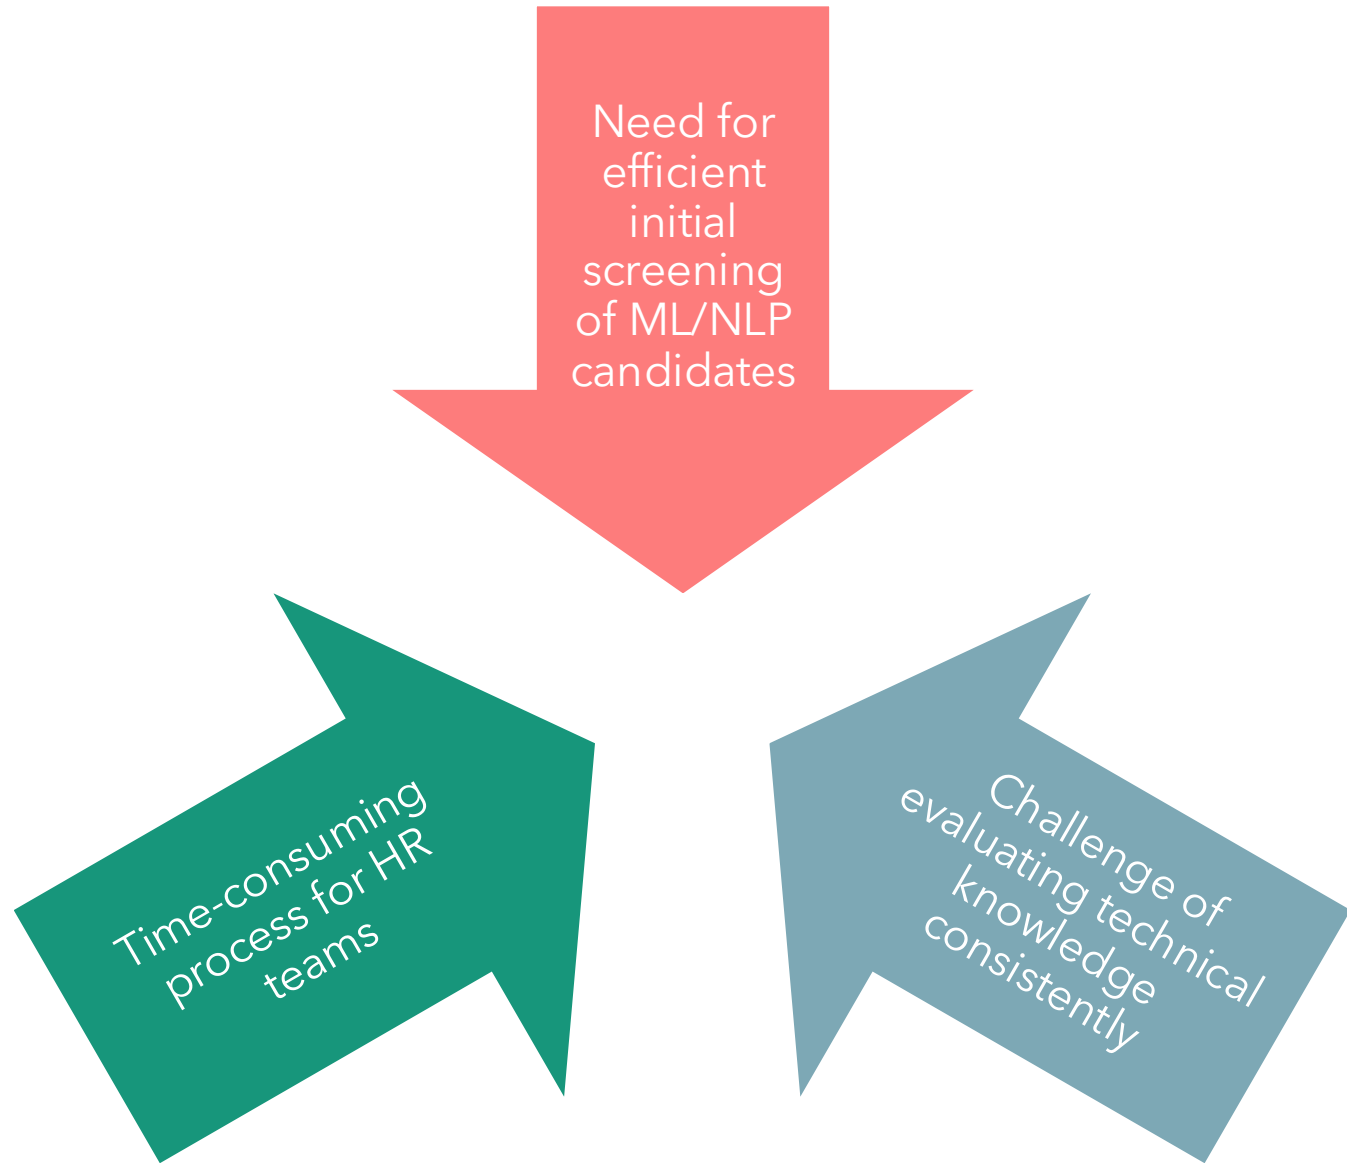 Need for
efficient
initial
screening
of ML/NLP
candidates
Time-consuming
process for HR
teams
Challenge of
evaluating technical
knowledge
consistently